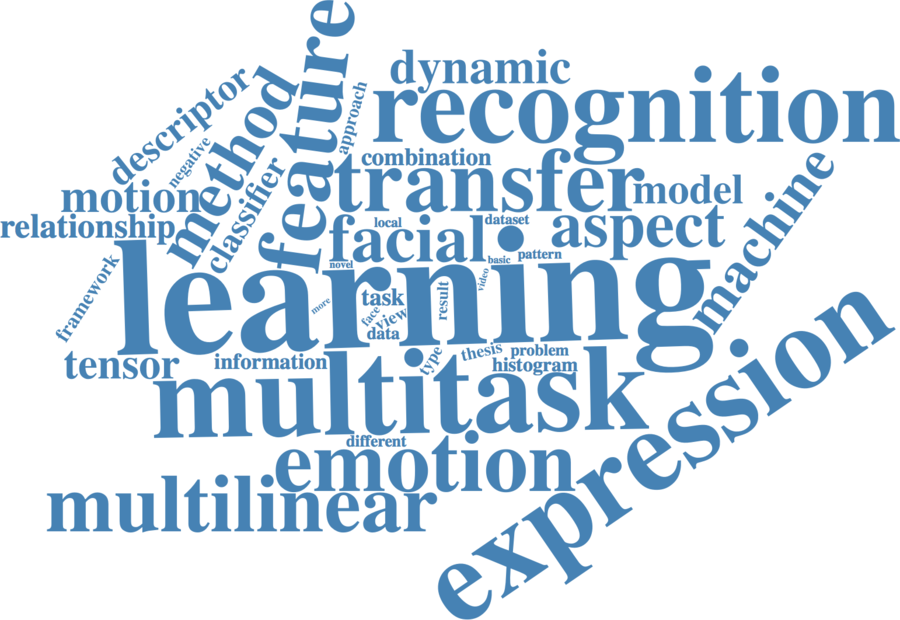 dynamic
recognition
feature
approach
descriptor
negative
method
classifier
combination
transfer
model
machine
motion
relationship
local
dataset
facial
aspect
basic
pattern
novel
learning
framework
more
task
face
view
data
result
video
tensor
information
type
thesis
problem
histogram
multitask
different
emotion
multilinear
expression